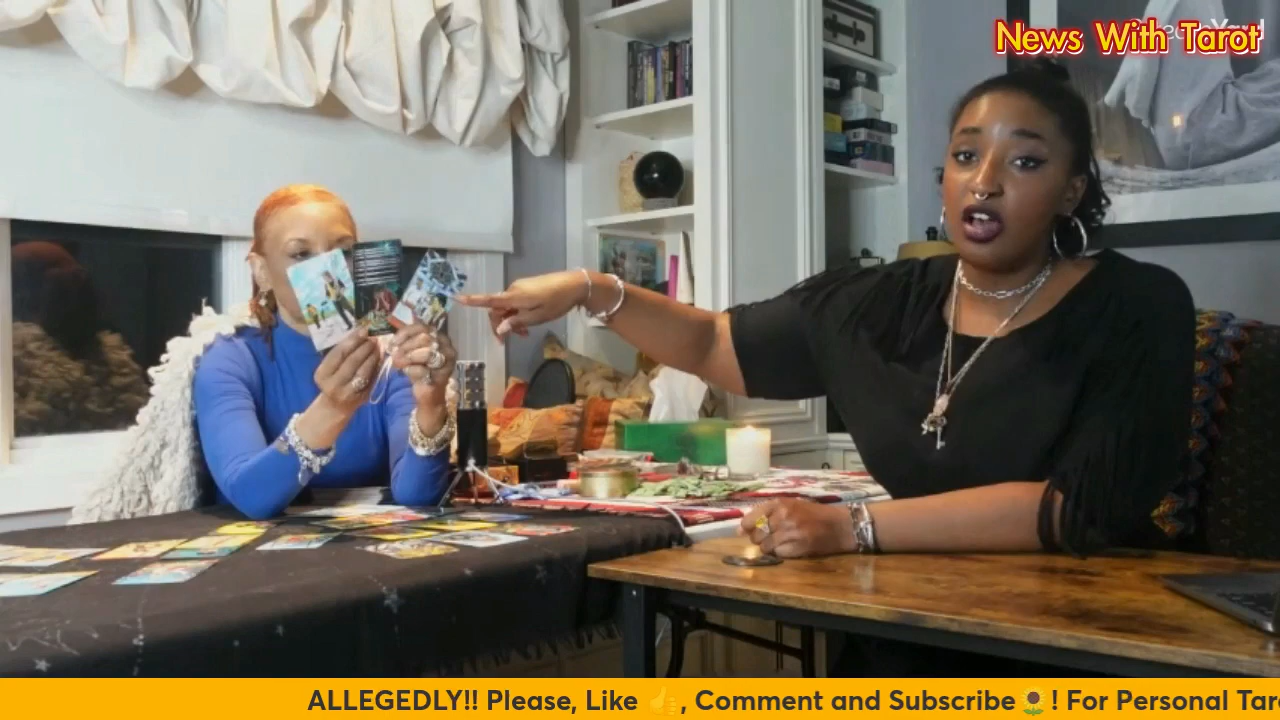 News With Tarot
ALLEGEDLY!! Please, Like 👍, Comment and Subscribe🌻! For Personal Tar